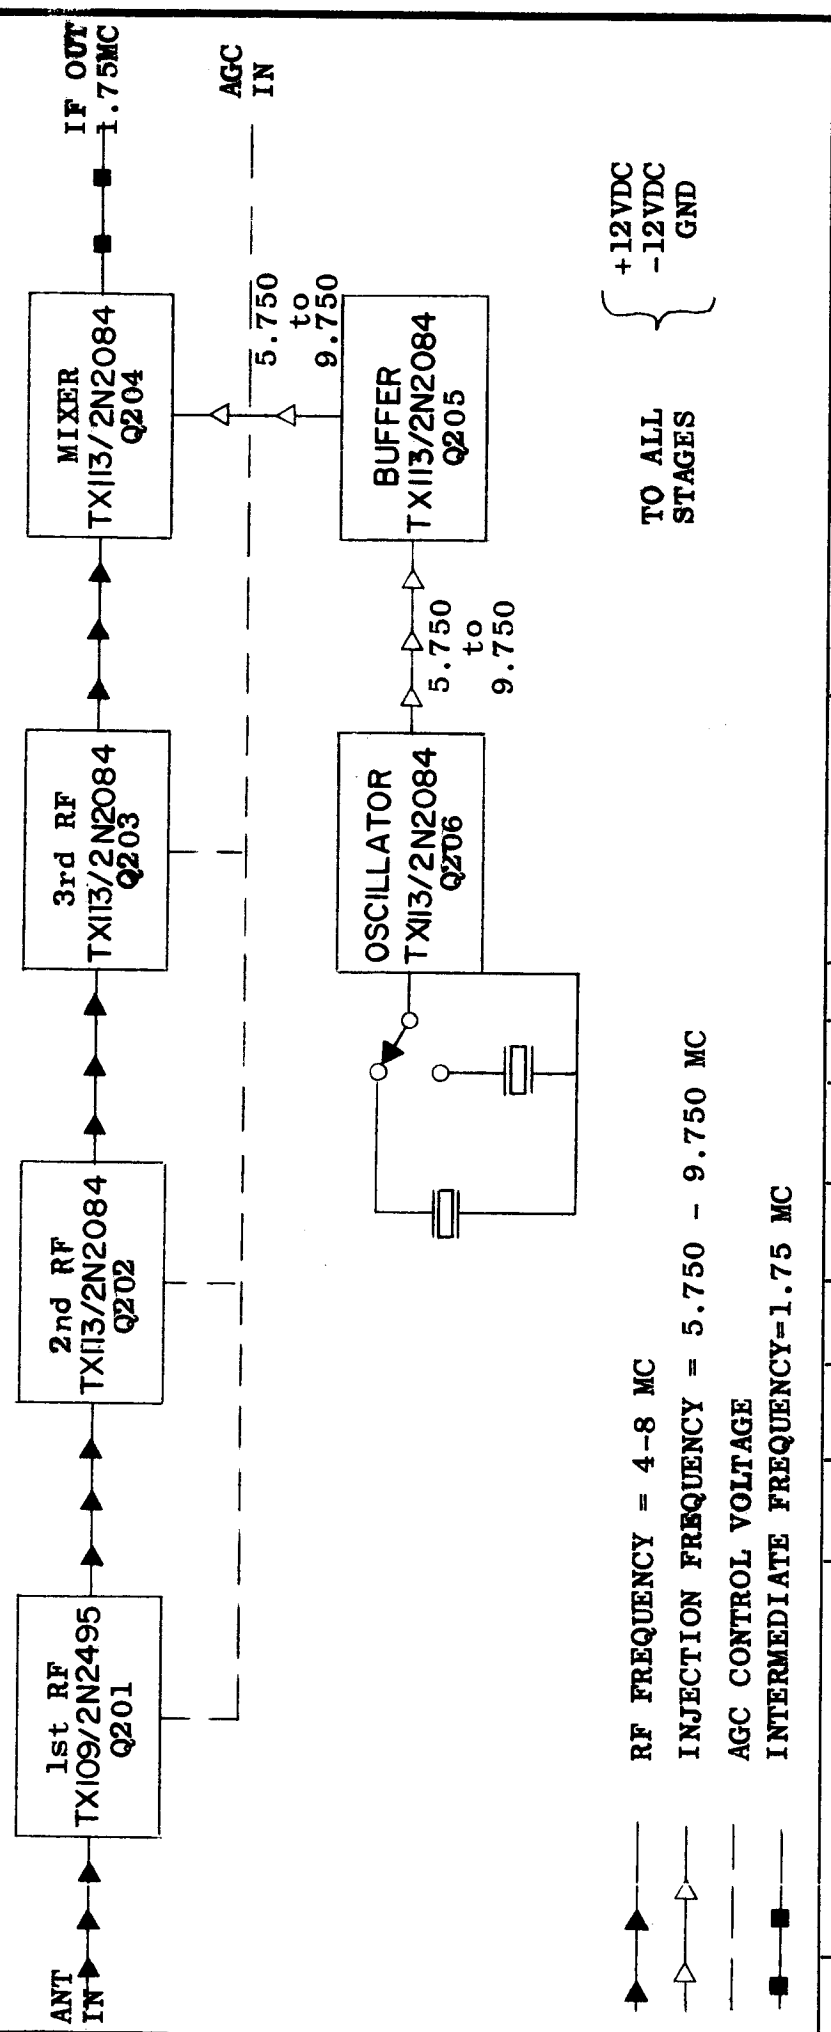 ANT
IN
1st RF
TX109/2N2495
Q201
2nd RF
TX113/2N2084
Q202
3rd RF
TX113/2N2084
Q203
MIXER
TX113/2N2084
Q204
IF OUT
1.75MC
AGC
IN
OSCILLATOR
TX113/2N2084
Q206
5.750
to
9.750
BUFFER
TX113/2N2084
Q205
5.750
to
9.750
RF FREQUENCY = 4-8 MC
INJECTION FREQUENCY = 5.750 - 9.750 MC
AGC CONTROL VOLTAGE
INTERMEDIATE FREQUENCY=1.75 MC
TO ALL
STAGES
+12VDC
-12VDC
GND